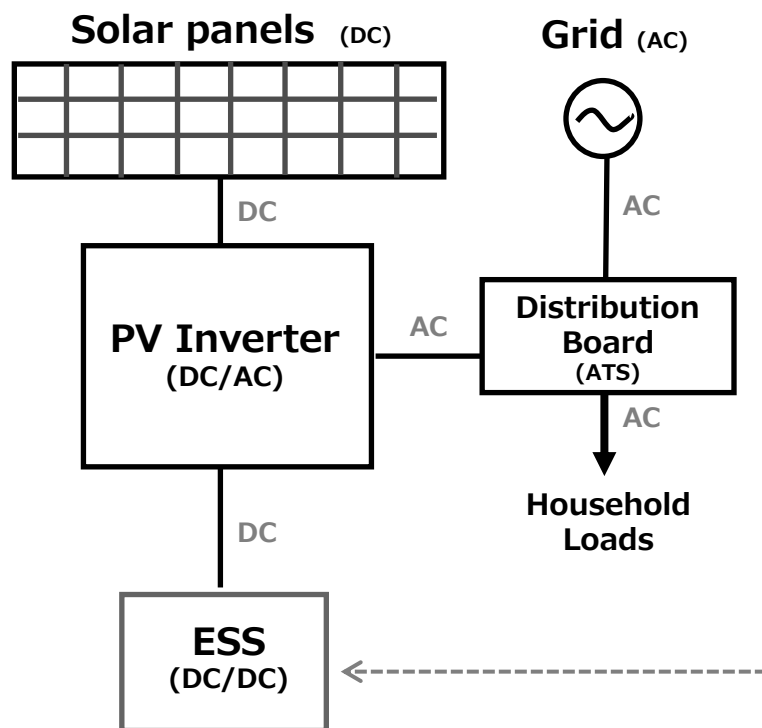 Solar panels (DC)
Grid (AC)
DC
AC
PV Inverter
(DC/AC)
AC
Distribution
Board
(ATS)
AC
Household
Loads
DC
ESS
(DC/DC)